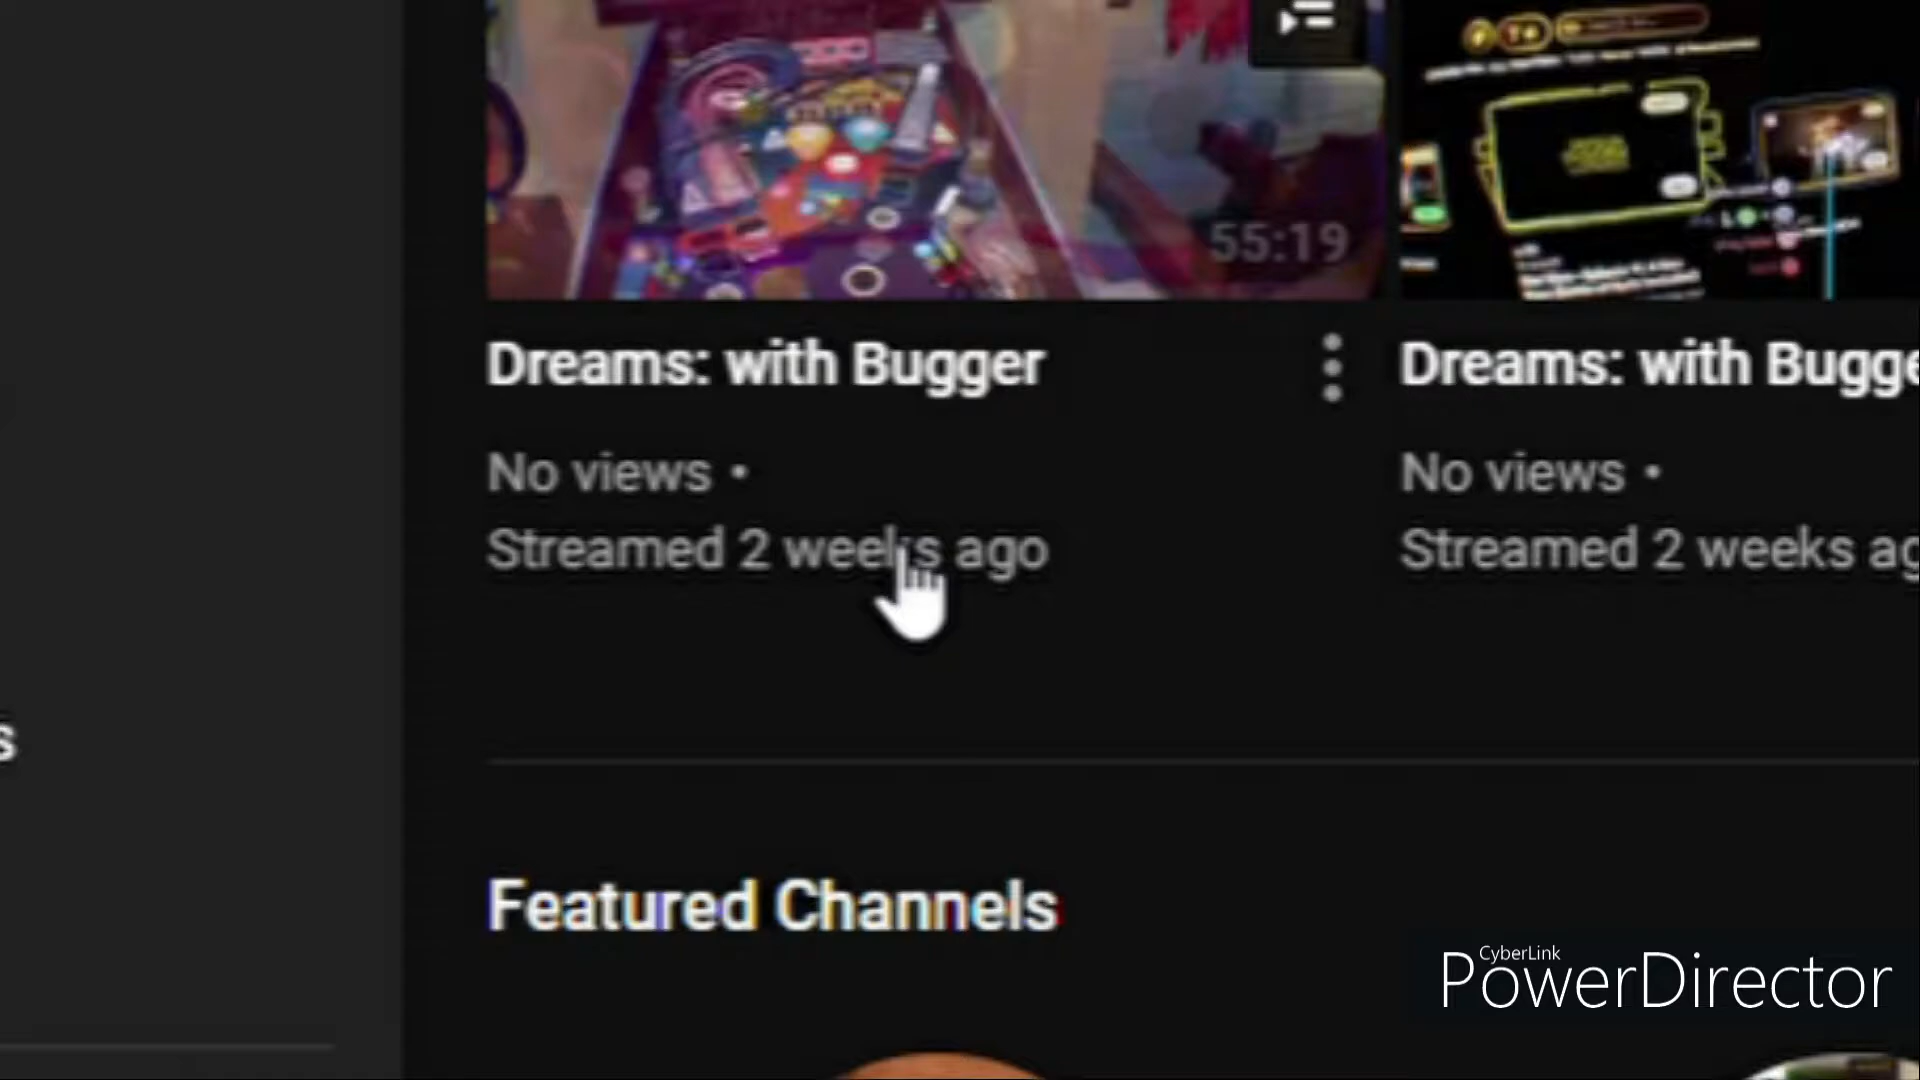 55:19
Dreams: with Bugger
Dreams: with Bugge
No views •
No views •
Streamed 2 weeks ago
Streamed 2 weeks ag
s
Featured Channels
CyberLink
PowerDirector